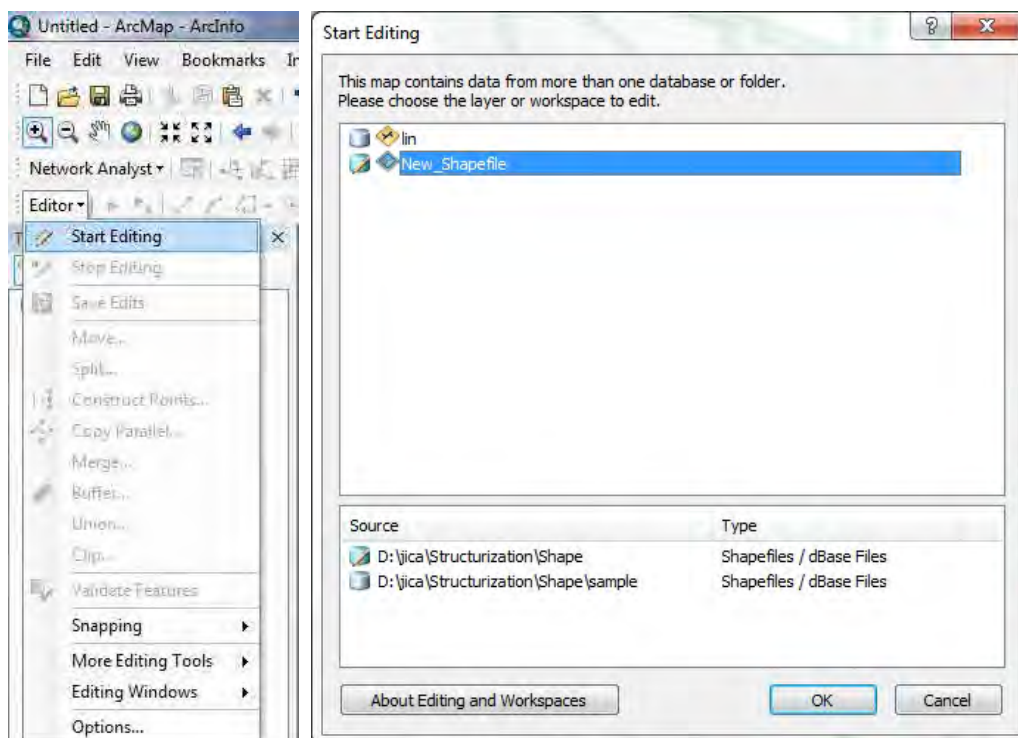 Untitled - ArcMap - ArcInfo
File Edit View Bookmarks
Network Analyst
Editor
Start Editing
Stop Editing
Save Edits
Move...
Split...
Construct Points...
Copy Parallel...
Merge...
Buffer...
Union...
Clip...
Validate Features
Snapping
More Editing Tools
Editing Windows
Options...
Start Editing
This map contains data from more than one database or folder.
Please choose the layer or workspace to edit.
lin
New_Shapefile
Source Type
D:\jica\Structurization\Shape Shapefiles / dBase Files
D:\jica\Structurization\Shape\sample Shapefiles / dBase Files
About Editing and Workspaces OK Cancel